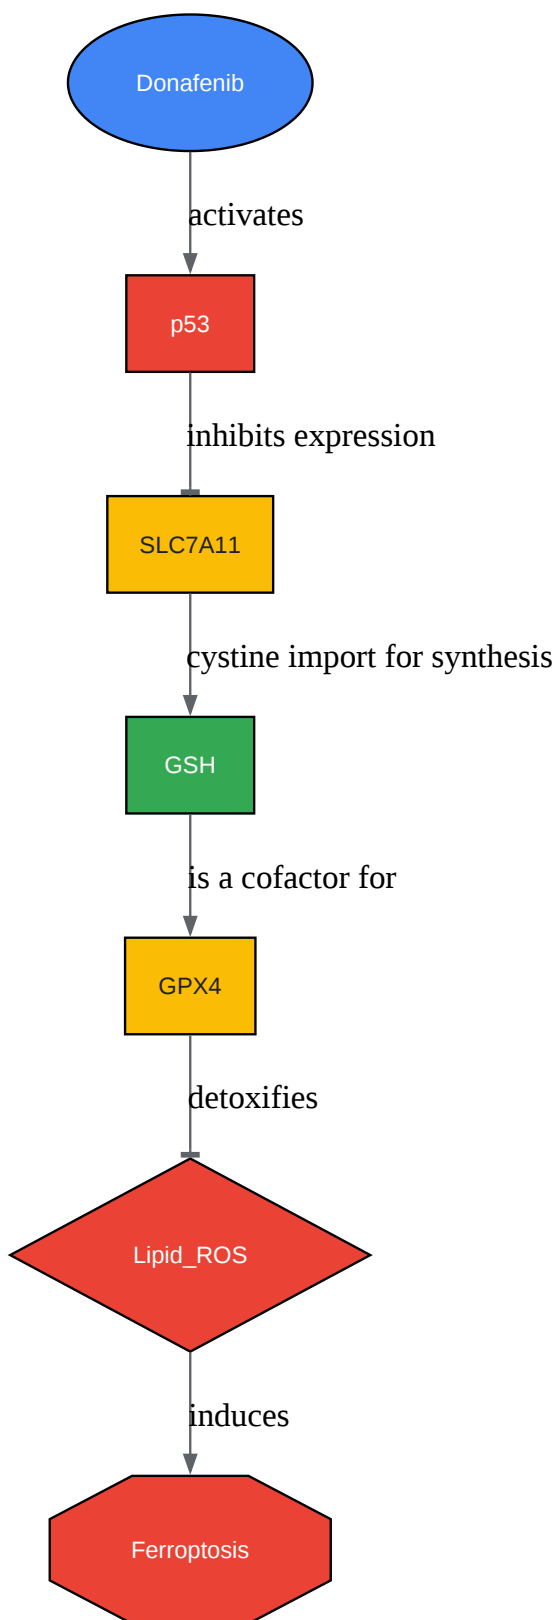 Donafenib
activates
p53
inhibits expression
SLC7A11
cystine import for synthesis
GSH
is a cofactor for
GPX4
detoxifies
Lipid_ROS
induces
Ferroptosis